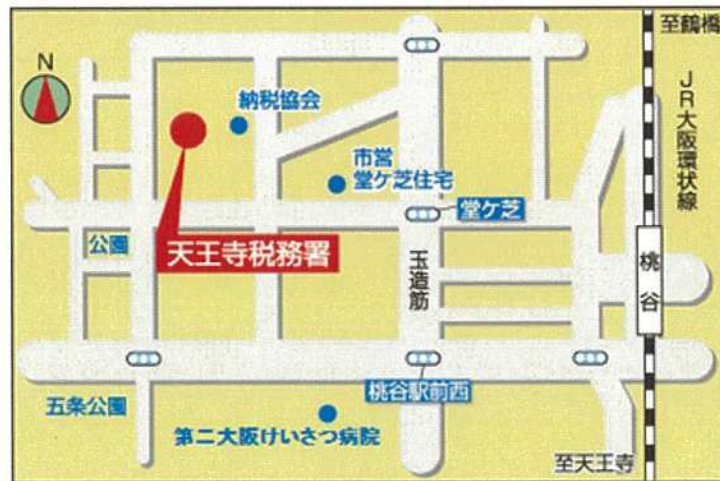 至鶴橋
N
JR大阪環状線
納税協会
市営
堂ケ芝住宅
堂ケ芝
公園
天王寺税務署
玉造筋
桃谷
桃谷駅前西
五条公園
第二大阪けいさつ病院
至天王寺